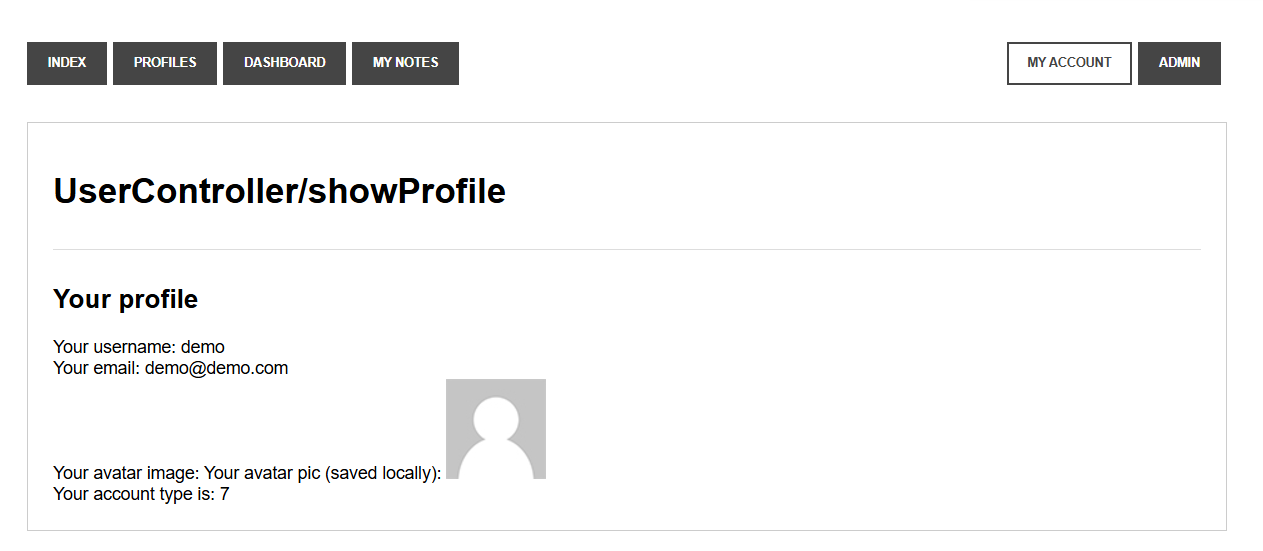 INDEX PROFILES DASHBOARD MY NOTES MY ACCOUNT ADMIN
UserController/showProfile
Your profile
Your username: demo
Your email: demo@demo.com
Your avatar image: Your avatar pic (saved locally):
Your account type is: 7